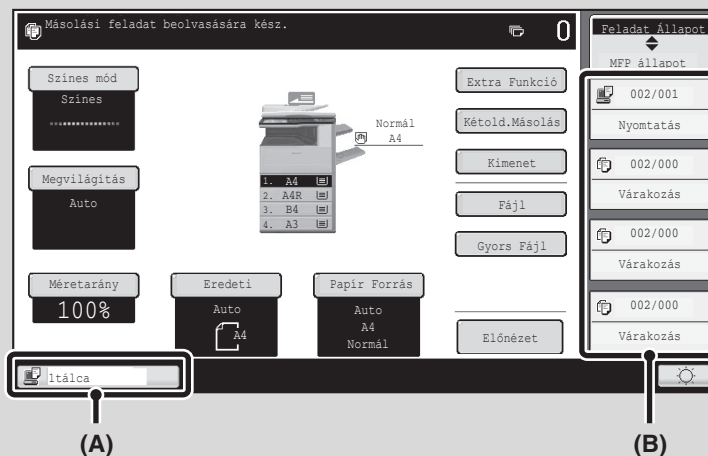 Másolási feladat beolvasására kész.
0
Feladat Állapot
MFP állapot
Színes mód
Színes
Megvilágítás
Auto
Méretarány
100%
Eredeti
Auto
A4
Papír Forrás
Auto
A4
Normál
Normál
A4
1. A4
2. A4R
3. B4
4. A3
Extra Funkció
Kétold.Másolás
Kimenet
Fájl
Gyors Fájl
Előnézet
002/001
Nyomtatás
002/000
Várakozás
002/000
Várakozás
002/000
Várakozás
1tálca
(A)
(B)